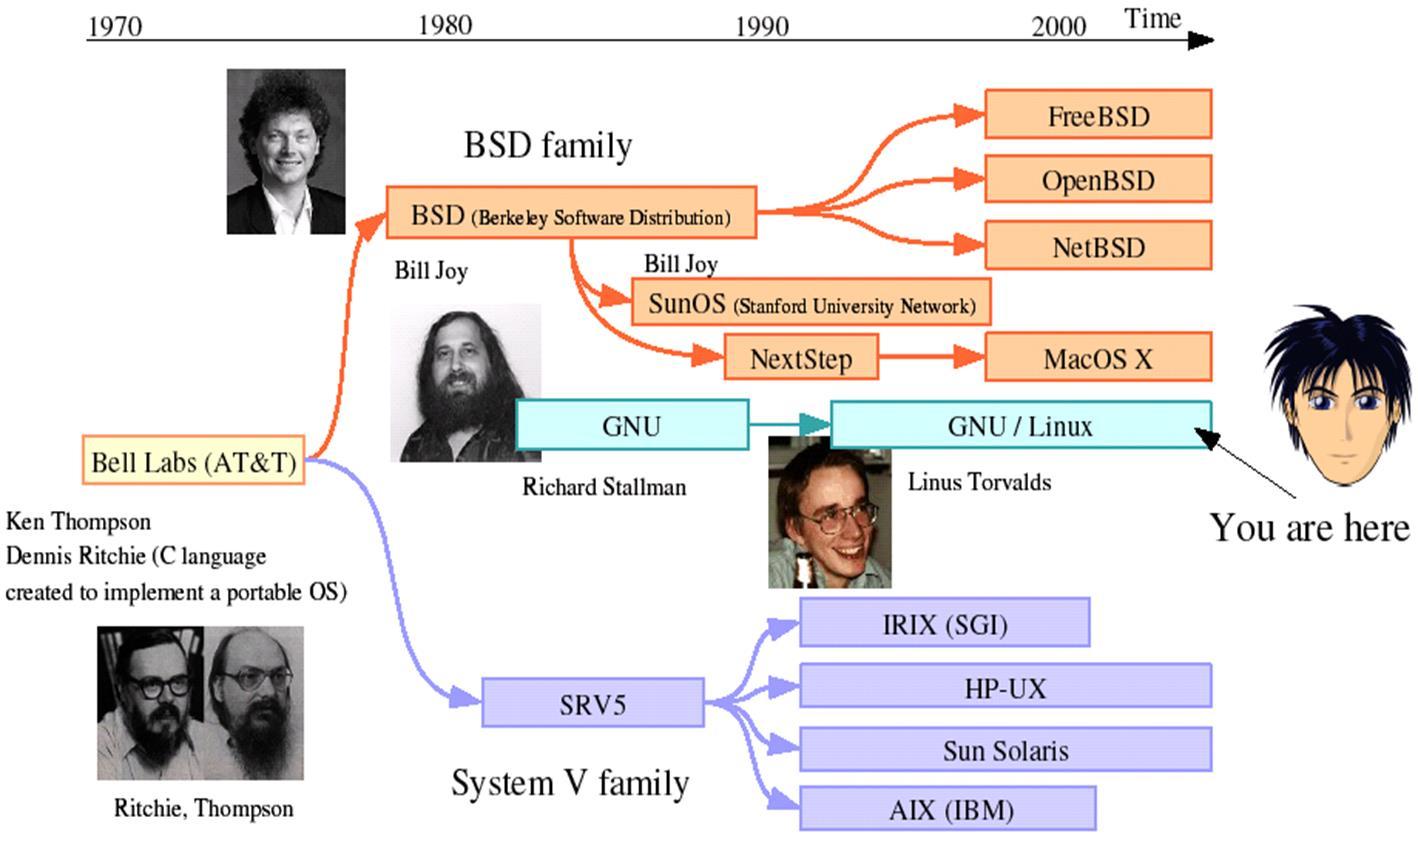 1970
1980
1990
2000
Time
BSD family
FreeBSD
OpenBSD
NetBSD
BSD (Berkeley Software Distribution)
Bill Joy
Bill Joy
SunOS (Stanford University Network)
NextStep
MacOS X
GNU
GNU / Linux
Richard Stallman
Linus Torvalds
You are here
Bell Labs (AT&T)
Ken Thompson
Dennis Ritchie (C language
created to implement a portable OS)
Ritchie, Thompson
SRV5
System V family
IRIX (SGI)
HP-UX
Sun Solaris
AIX (IBM)